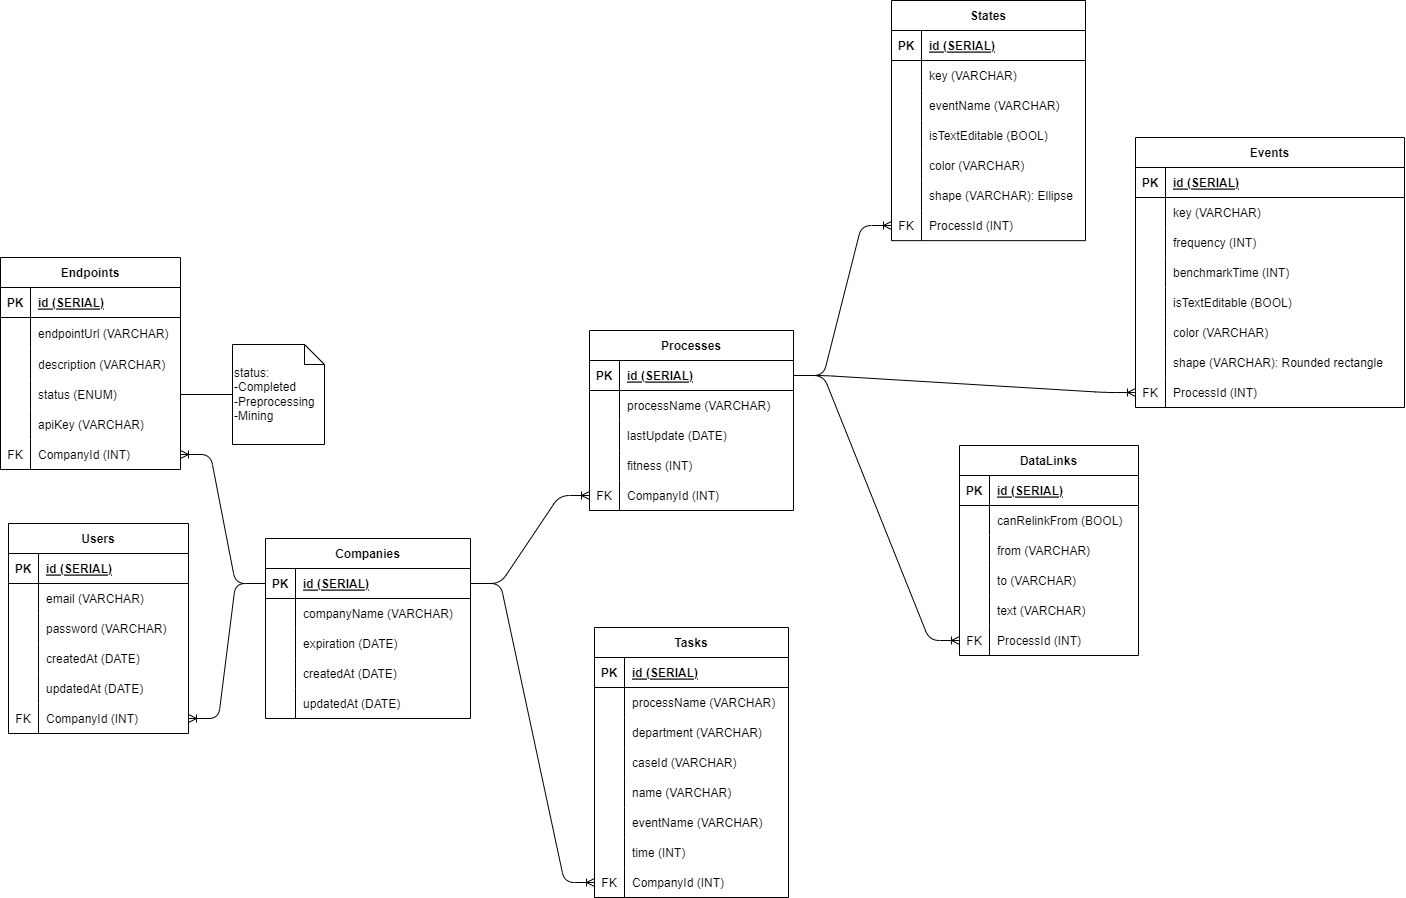 States
PK id (SERIAL)
key (VARCHAR)
eventName (VARCHAR)
isTextEditable (BOOL)
color (VARCHAR)
shape (VARCHAR): Ellipse
FK ProcessId (INT)
Events
PK id (SERIAL)
key (VARCHAR)
frequency (INT)
benchmarkTime (INT)
isTextEditable (BOOL)
color (VARCHAR)
shape (VARCHAR): Rounded rectangle
FK ProcessId (INT)
Endpoints
PK id (SERIAL)
endpointUrl (VARCHAR)
description (VARCHAR)
status (ENUM)
apiKey (VARCHAR)
FK CompanyId (INT)
status:
-Completed
-Preprocessing
-Mining
Processes
PK id (SERIAL)
processName (VARCHAR)
lastUpdate (DATE)
fitness (INT)
FK CompanyId (INT)
DataLinks
PK id (SERIAL)
canRelinkFrom (BOOL)
from (VARCHAR)
to (VARCHAR)
text (VARCHAR)
FK ProcessId (INT)
Users
PK id (SERIAL)
email (VARCHAR)
password (VARCHAR)
createdAt (DATE)
updatedAt (DATE)
FK CompanyId (INT)
Companies
PK id (SERIAL)
companyName (VARCHAR)
expiration (DATE)
createdAt (DATE)
updatedAt (DATE)
Tasks
PK id (SERIAL)
processName (VARCHAR)
department (VARCHAR)
caseId (VARCHAR)
name (VARCHAR)
eventName (VARCHAR)
time (INT)
FK CompanyId (INT)